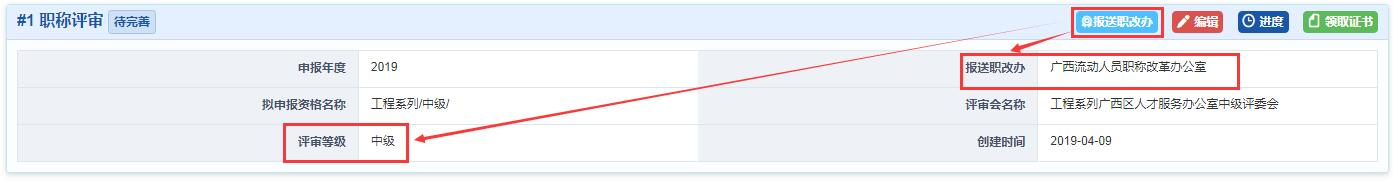 #1 职称评审 待完善 @报送职改办 编辑 进度 领取证书
申报年度 2019 报送职改办 广西流动人员职称改革办公室
拟申报资格名称 工程系列/中级/ 评审会名称 工程系列广西区人才服务办公室中级评委会
评审等级 中级 创建时间 2019-04-09